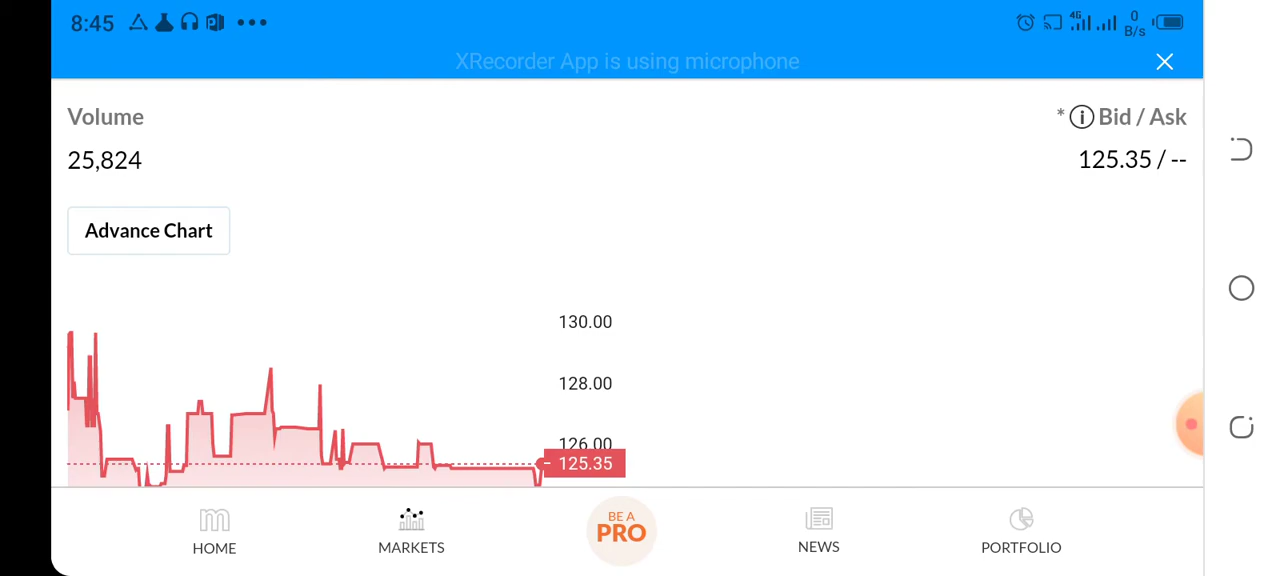 8:45
4G
0
B/s
XRecorder App is using microphone
Volume
* i Bid / Ask
25,824
125.35 / --
Advance Chart
130.00
128.00
126.00
125.35
m
HOME
MARKETS
BE A
PRO
NEWS
PORTFOLIO